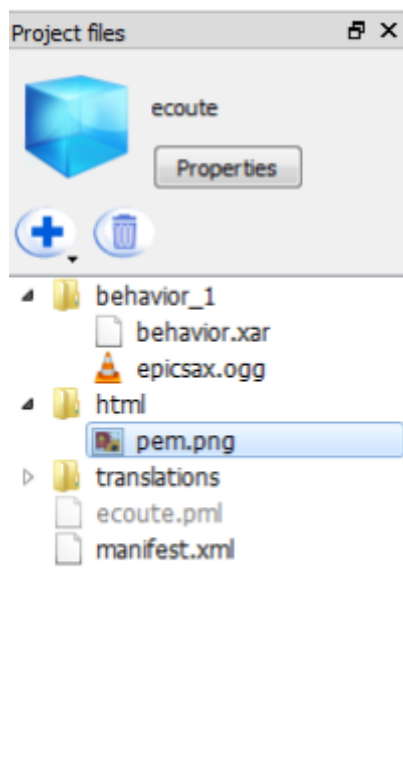 Project files
ecoute
Properties
behavior_1
behavior.xar
epicsax.ogg
html
pem.png
translations
ecoute.pml
manifest.xml